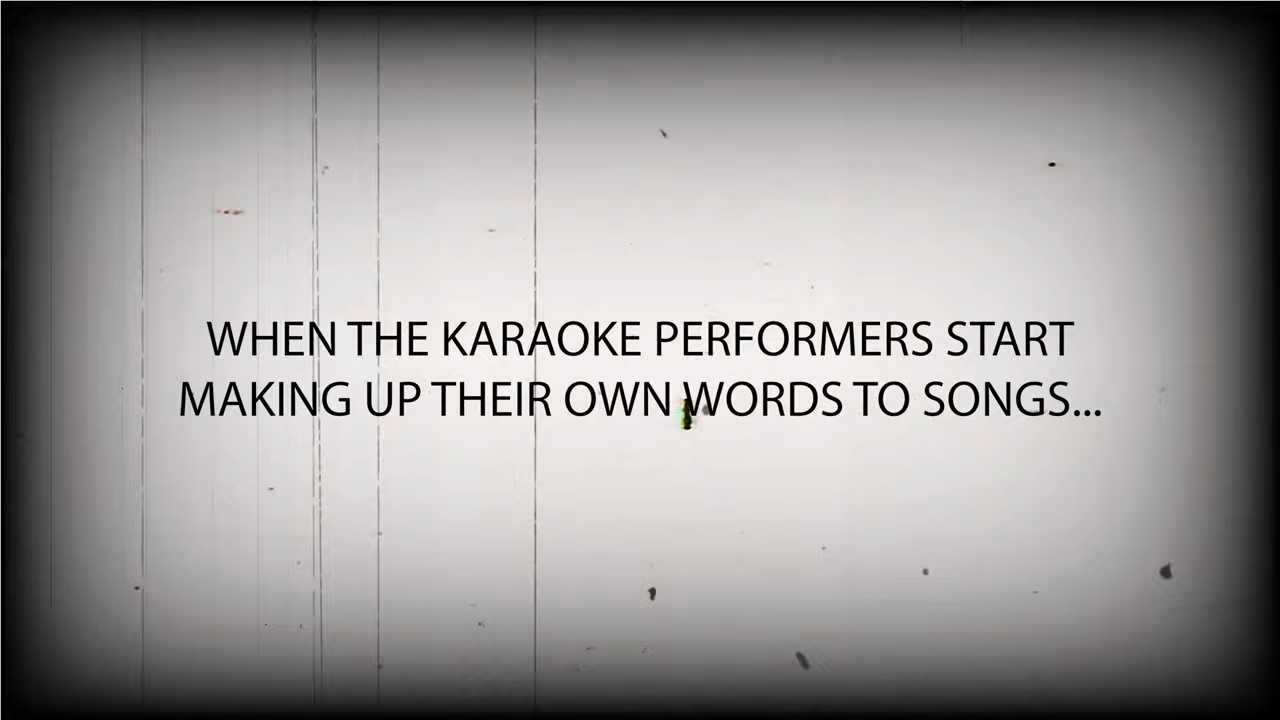 WHEN THE KARAOKE PERFORMERS START
MAKING UP THEIR OWN WORDS TO SONGS...